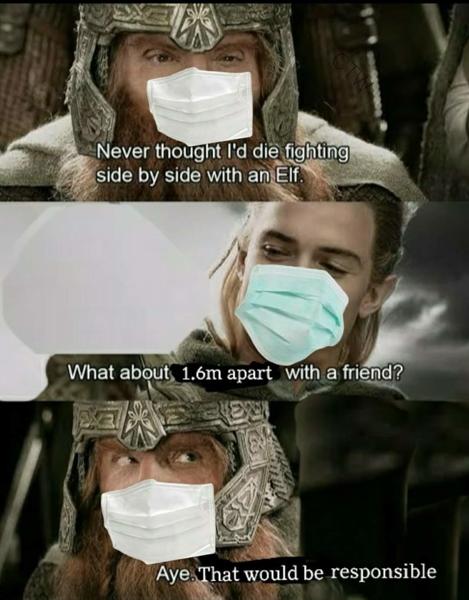 Never thought I'd die fighting
side by side with an Elf.
What about 1.6m apart with a friend?
Aye. That would be responsible